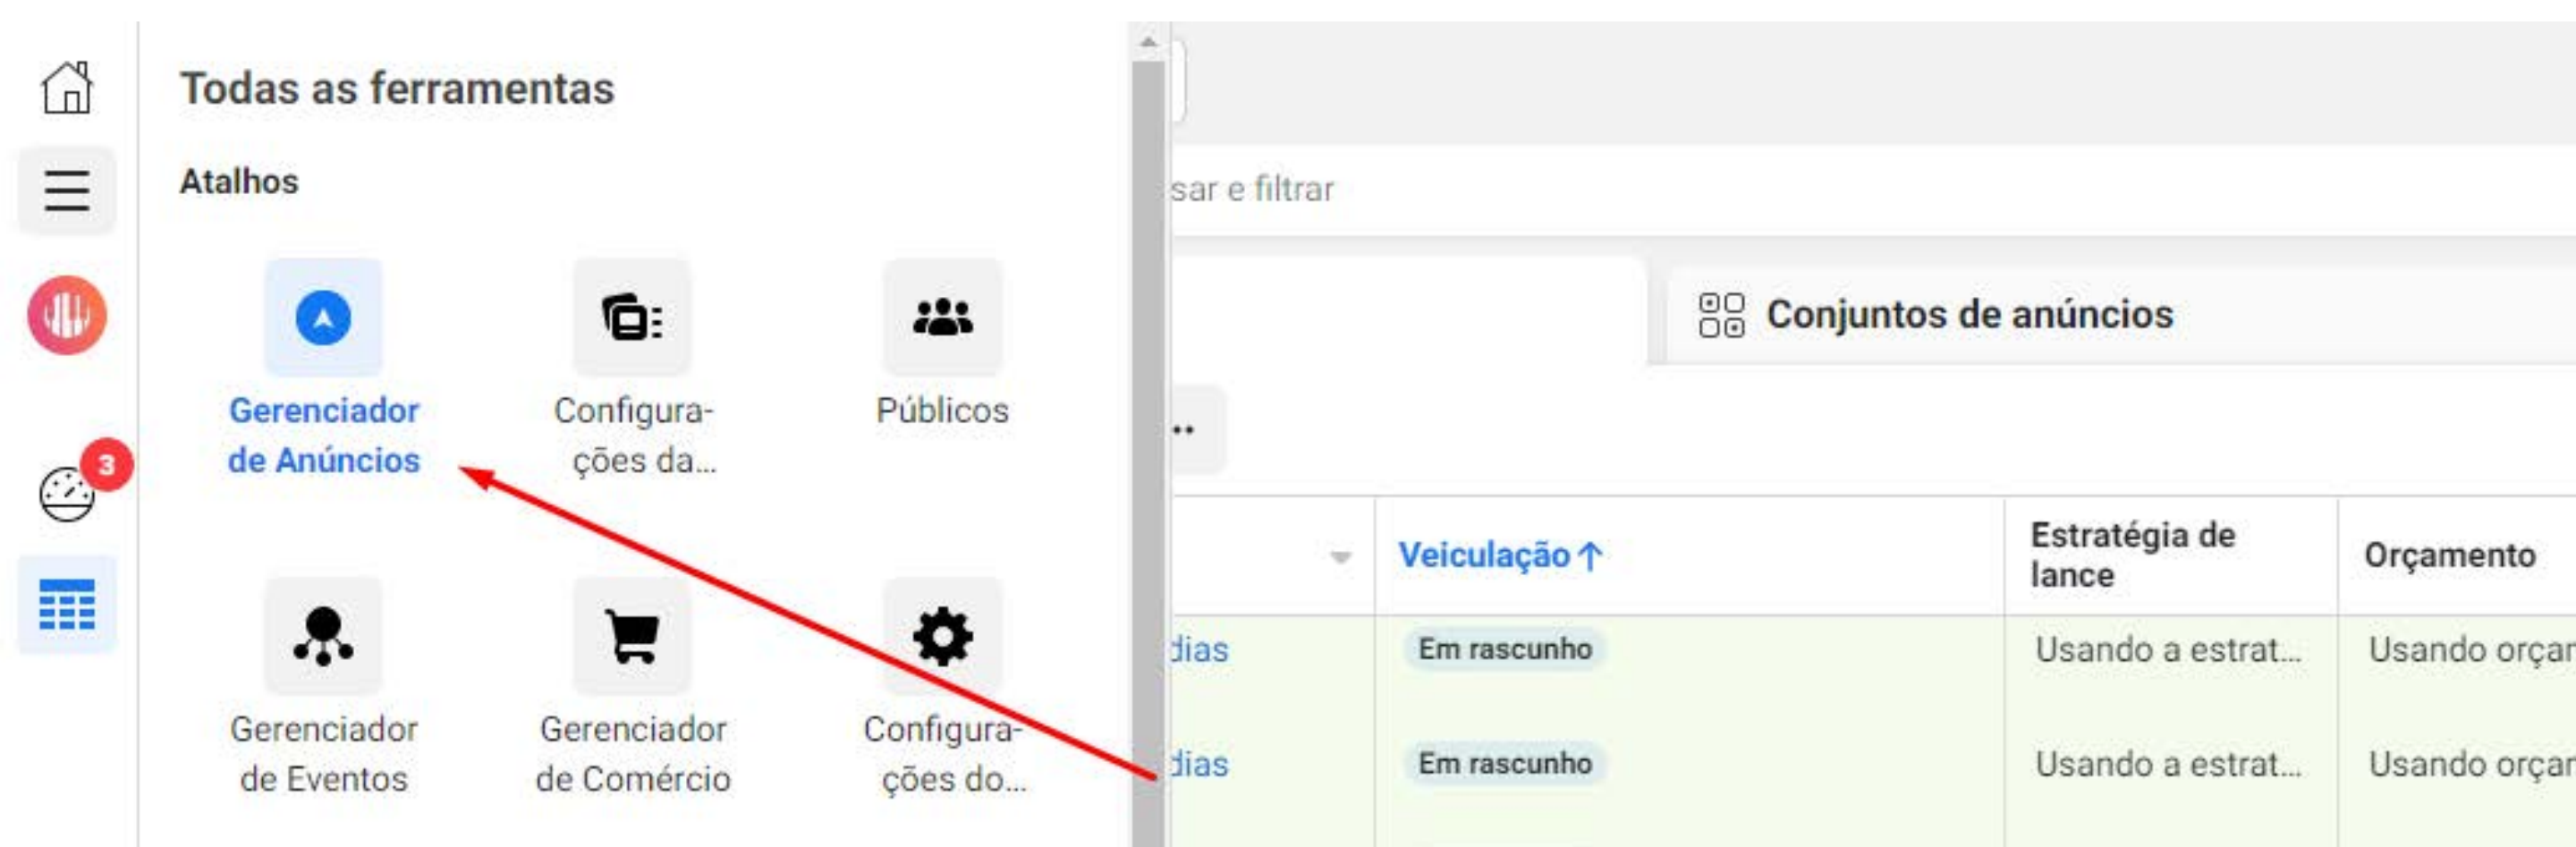 Todas as ferramentas
Atalhos
Gerenciador
de Anúncios
Configura-
ções da...
Públicos
3
Gerenciador
de Eventos
Gerenciador
de Comércio
Configura-
ções do...
sar e filtrar
Conjuntos de anúncios
Veiculação↑
Estratégia de
lance
Orçamento
dias
Em rascunho
Usando a estrat...
Usando orçar
dias
Em rascunho
Usando a estrat...
Usando orçar